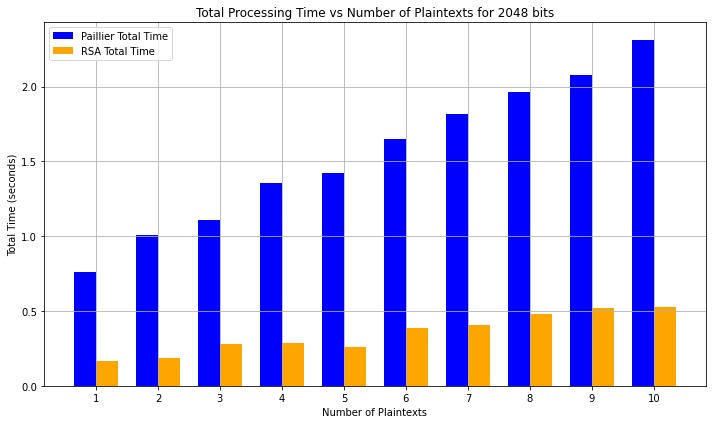 Total Processing Time vs Number of Plaintexts for 2048 bits
Paillier Total Time
RSA Total Time
Total Time (seconds)
2.0
1.5
1.0
0.5
0.0
1 2 3 4 5 6 7 8 9 10
Number of Plaintexts